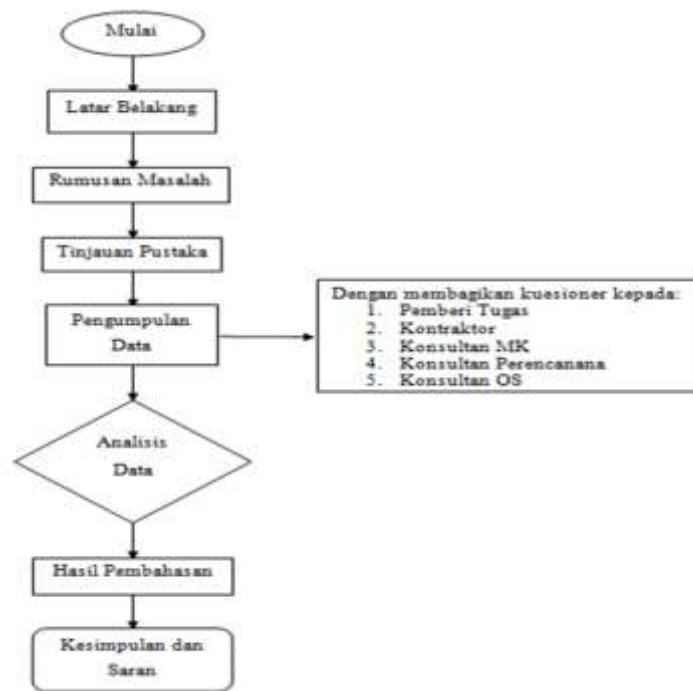 Mulai
Latar Belakang
Rumusan Masalah
Tinjauan Pustaka
Pengumpulan
Data
Dengan membagikan kuesioner kepada:
1. Pemberi Tugas
2. Kontraktor
3. Konsultan MK
4. Konsultan Perencanana
5. Konsultan OS
Analisis
Data
Hasil Pembahasan
Kesimpulan dan
Saran